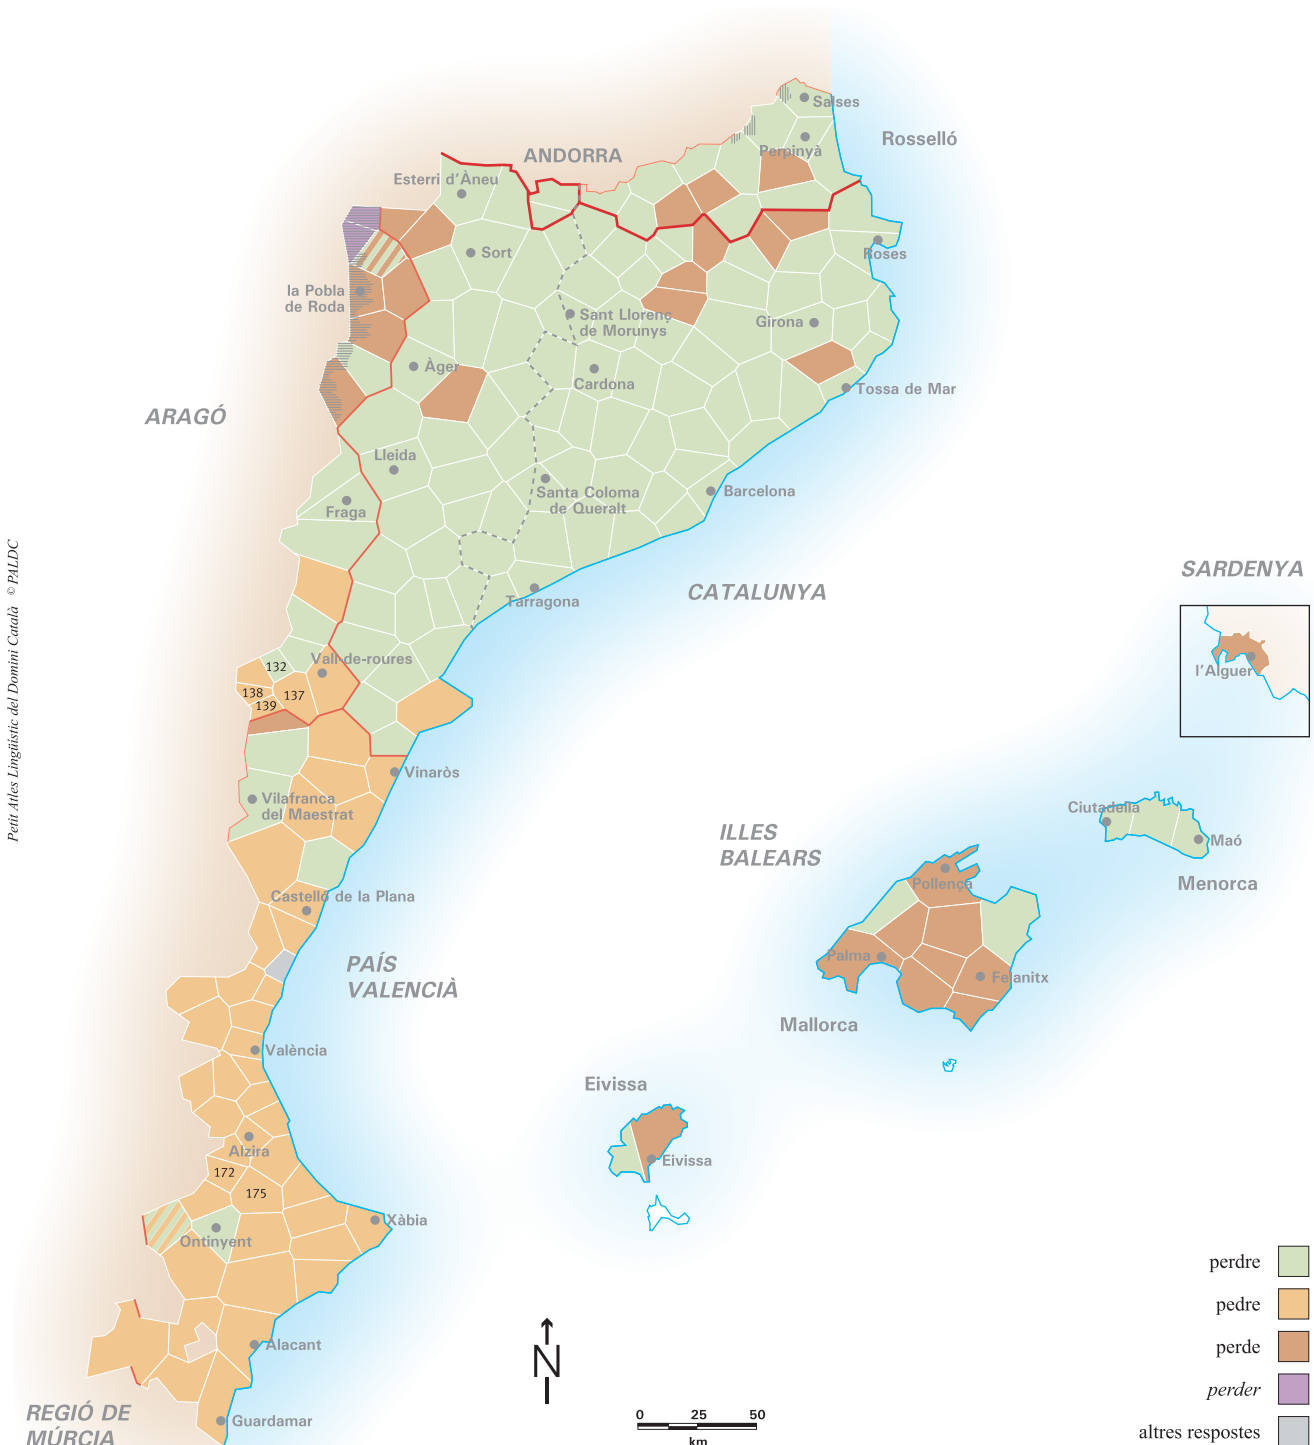 Salses
Rosselló
Perpinyà
ANDORRA
Esterri d'Àneu
Sort
Roses
la Pobla
de Roda
Sant Llorenç
de Morunys
Girona
Àger
Cardona
Tossa de Mar
ARAGÓ
Lleida
Santa Coloma
de Queralt
Barcelona
Fraga
Petit Atles Lingüístic del Domini Català © PALDC
CATALUNYA
Tarragona
SARDENYA
l'Alguer
Vall-de-roures
132
138
137
139
Vinaròs
Vilafranca
del Maestrat
ILLES
BALEARS
Ciutadella
Maó
Menorca
Pollença
Castelló de la Plana
Palma
Felanitx
Mallorca
PAÍS
VALENCIÀ
València
Eivissa
Eivissa
Alzira
172
175
Xàbia
Ontinyent
Alacant
Guardamar
REGIÓ DE
MÚRCIA
N
0 25 50
km
perdre
pedre
perde
perder
altres respostes